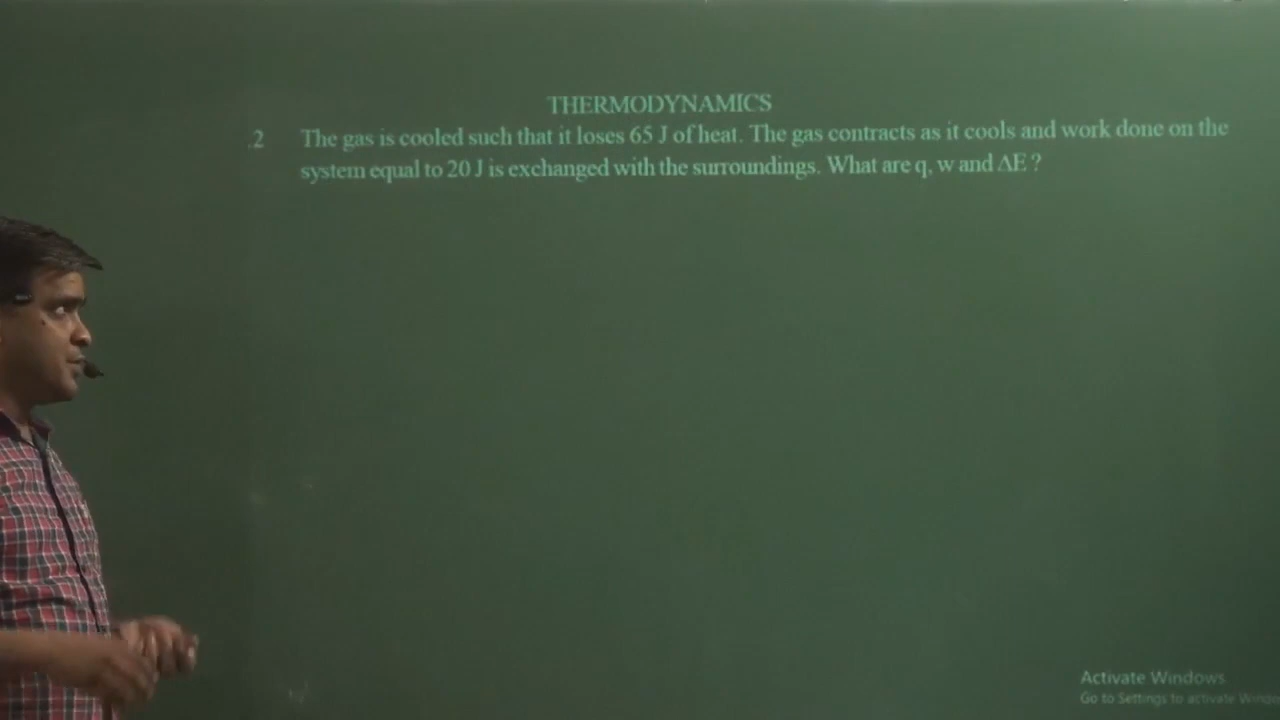 THERMODYNAMICS
.2 The gas is cooled such that it loses 65 J of heat. The gas contracts as it cools and work done on the
system equal to 20 J is exchanged with the surroundings. What are q, w and ΔE ?
Activate Windows
Go to Settings to activate